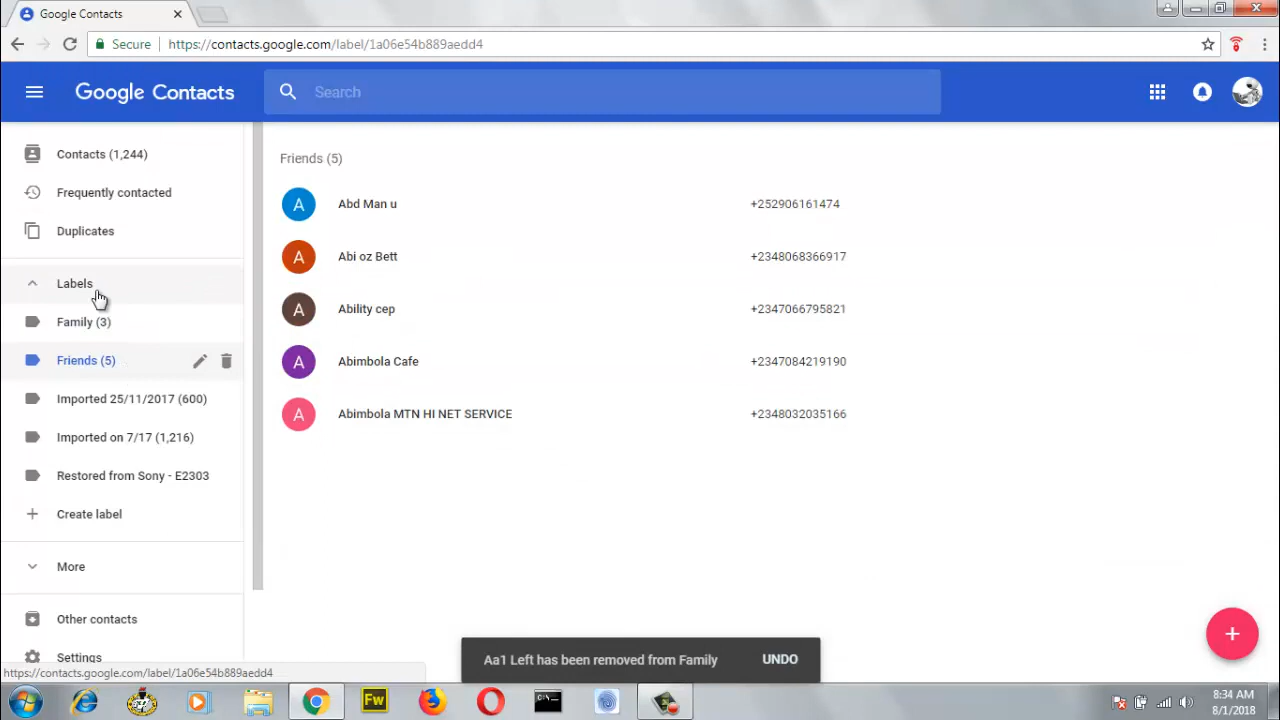 Google Contacts
Secure https://contacts.google.com/label/1a06e54b889aedd4
Google Contacts
Search
Contacts (1,244)
Frequently contacted
Duplicates
Labels
Family (3)
Friends (5)
Imported 25/11/2017 (600)
Imported on 7/17 (1,216)
Restored from Sony - E2303
Create label
More
Other contacts
Settings
Friends (5)
A Abd Man u +252906161474
A Abi oz Bett +2348068366917
A Ability cep +2347066795821
A Abimbola Cafe +2347084219190
A Abimbola MTN HI NET SERVICE +2348032035166
Aa1 Left has been removed from Family UNDO
https://contacts.google.com/label/1a06e54b889aedd4
Fw
8:34 AM
8/1/2018